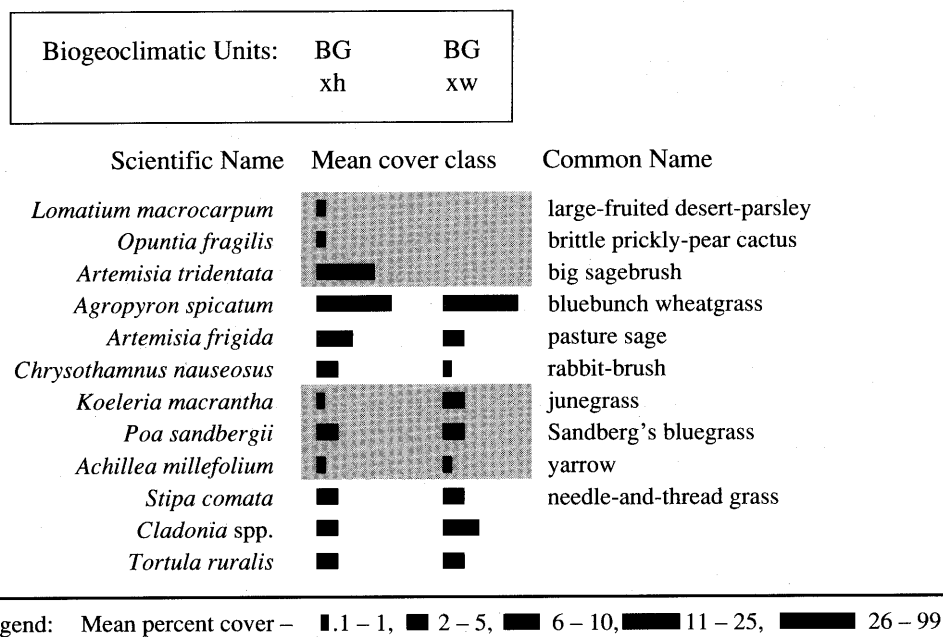 Biogeoclimatic Units: BG BG
xh xw
Scientific Name Mean cover class Common Name
Lomatium macrocarpum large-fruited desert-parsley
Opuntia fragilis brittle prickly-pear cactus
Artemisia tridentata big sagebrush
Agropyron spicatum bluebunch wheatgrass
Artemisia frigida pasture sage
Chrysothamnus nauseosus rabbit-brush
Koeleria macrantha junegrass
Poa sandbergii Sandberg's bluegrass
Achillea millefolium yarrow
Stipa comata needle-and-thread grass
Cladonia spp.
Tortula ruralis
gend: Mean percent cover – .1 – 1, 2 – 5, 6 – 10, 11 – 25, 26 – 99